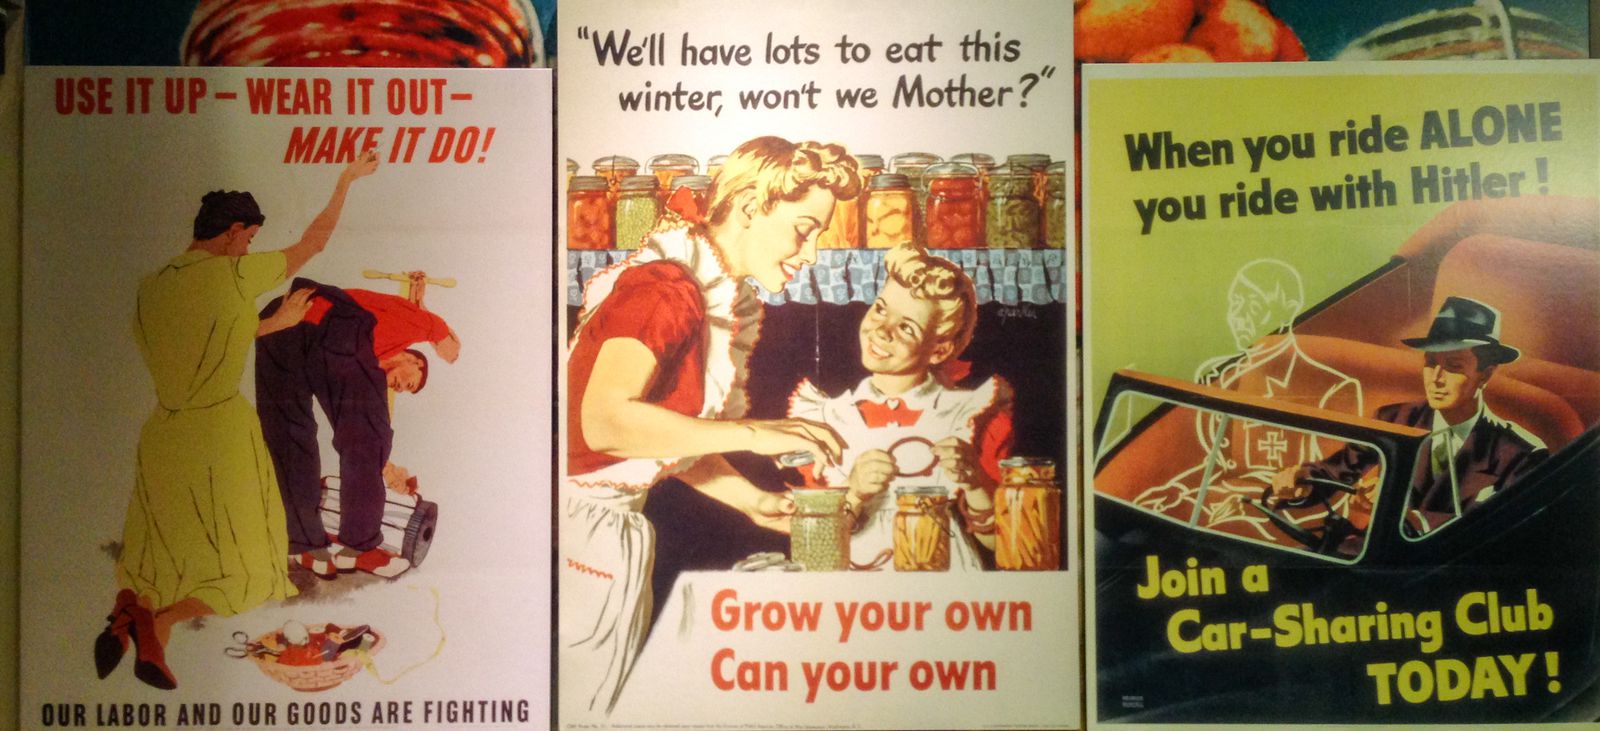 USE IT UP – WEAR IT OUT –
MAKE IT DO!
OUR LABOR AND OUR GOODS ARE FIGHTING
"We'll have lots to eat this
winter, won't we Mother?"
Grow your own
Can your own
When you ride ALONE
you ride with Hitler!
Join a
Car-Sharing Club
TODAY!